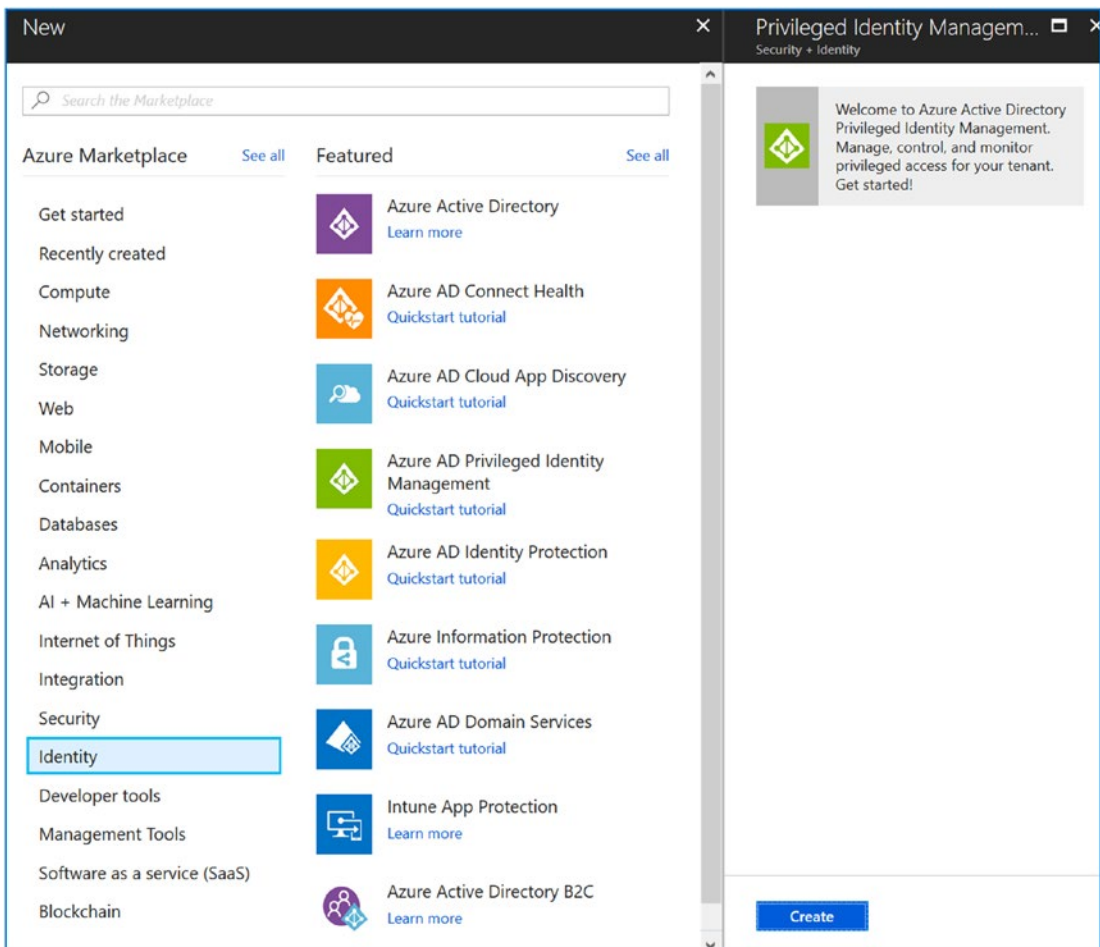 New
Search the Marketplace
Azure Marketplace
See all
Get started
Recently created
Compute
Networking
Storage
Web
Mobile
Containers
Databases
Analytics
AI + Machine Learning
Internet of Things
Integration
Security
Identity
Developer tools
Management Tools
Software as a service (SaaS)
Blockchain
Featured
See all
Azure Active Directory
Learn more
Azure AD Connect Health
Quickstart tutorial
Azure AD Cloud App Discovery
Quickstart tutorial
Azure AD Privileged Identity
Management
Quickstart tutorial
Azure AD Identity Protection
Quickstart tutorial
Azure Information Protection
Quickstart tutorial
Azure AD Domain Services
Quickstart tutorial
Intune App Protection
Learn more
Azure Active Directory B2C
Learn more
Privileged Identity Managem...
Security + Identity
Welcome to Azure Active Directory
Privileged Identity Management.
Manage, control, and monitor
privileged access for your tenant.
Get started!
Create